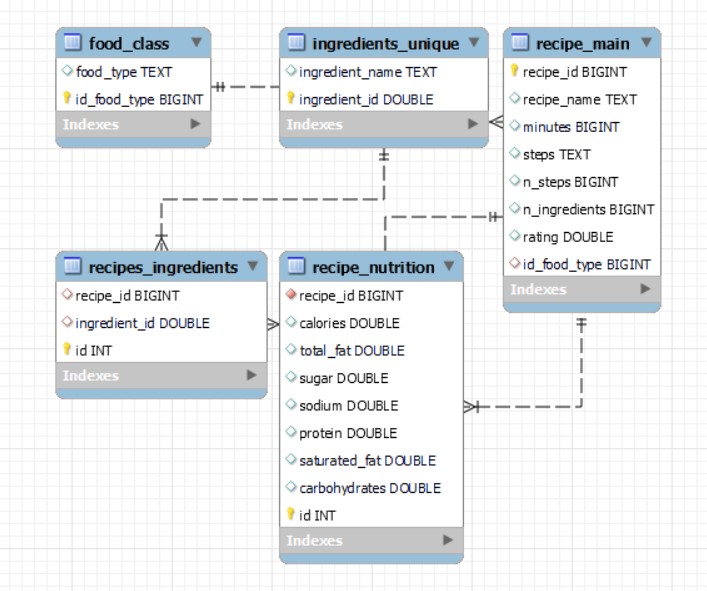 food_class
food_type TEXT
id_food_type BIGINT
Indexes
ingredients_unique
ingredient_name TEXT
ingredient_id DOUBLE
Indexes
recipe_main
recipe_id BIGINT
recipe_name TEXT
minutes BIGINT
steps TEXT
n_steps BIGINT
n_ingredients BIGINT
rating DOUBLE
id_food_type BIGINT
Indexes
recipes_ingredients
recipe_id BIGINT
ingredient_id DOUBLE
id INT
Indexes
recipe_nutrition
recipe_id BIGINT
calories DOUBLE
total_fat DOUBLE
sugar DOUBLE
sodium DOUBLE
protein DOUBLE
saturated_fat DOUBLE
carbohydrates DOUBLE
id INT
Indexes